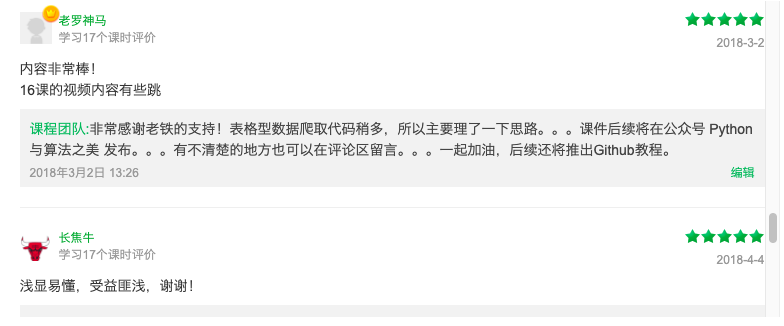 老罗神马
学习17个课时评价
2018-3-2
内容非常棒！
16课的视频内容有些跳
课程团队:非常感谢老铁的支持！表格型数据爬取代码稍多，所以主要理了一下思路。。。课件后续将在公众号 Python
与算法之美 发布。。。有不清楚的地方也可以在评论区留言。。。一起加油，后续还将推出Github教程。
2018年3月2日 13:26
编辑
长焦牛
学习17个课时评价
2018-4-4
浅显易懂，受益匪浅，谢谢！